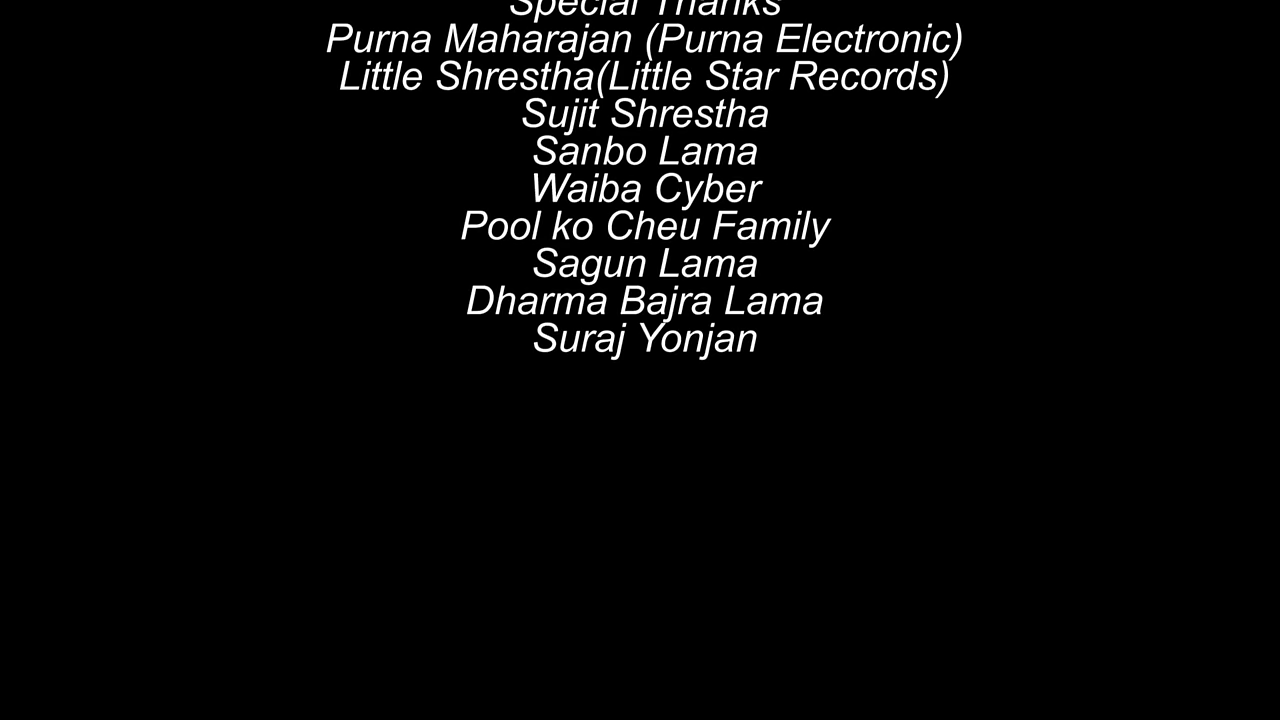 Special Thanks
Purna Maharajan (Purna Electronic)
Little Shrestha(Little Star Records)
Sujit Shrestha
Sanbo Lama
Waiba Cyber
Pool ko Cheu Family
Sagun Lama
Dharma Bajra Lama
Suraj Yonjan